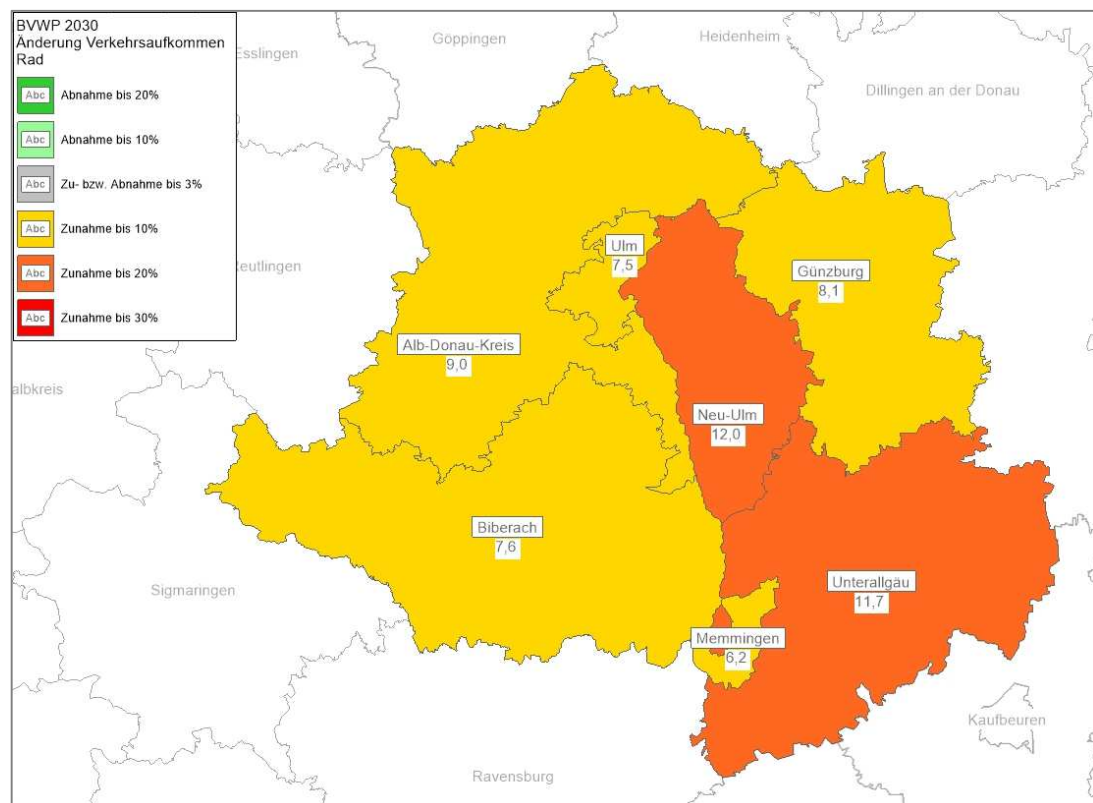 BVWP 2030
Änderung Verkehrsaufkommen
Rad
Abc Abnahme bis 20%
Abc Abnahme bis 10%
Abc Zu- bzw. Abnahme bis 3%
Abc Zunahme bis 10%
Abc Zunahme bis 20%
Abc Zunahme bis 30%
Esslingen
Göppingen
Heidenheim
Dillingen an der Donau
Reutlingen
Ulm
7,5
Günzburg
8,1
Alb-Donau-Kreis
9,0
albkreis
Neu-Ulm
12,0
Biberach
7,6
Sigmaringen
Unterallgäu
11,7
Memmingen
6,2
Kaufbeuren
Ravensburg